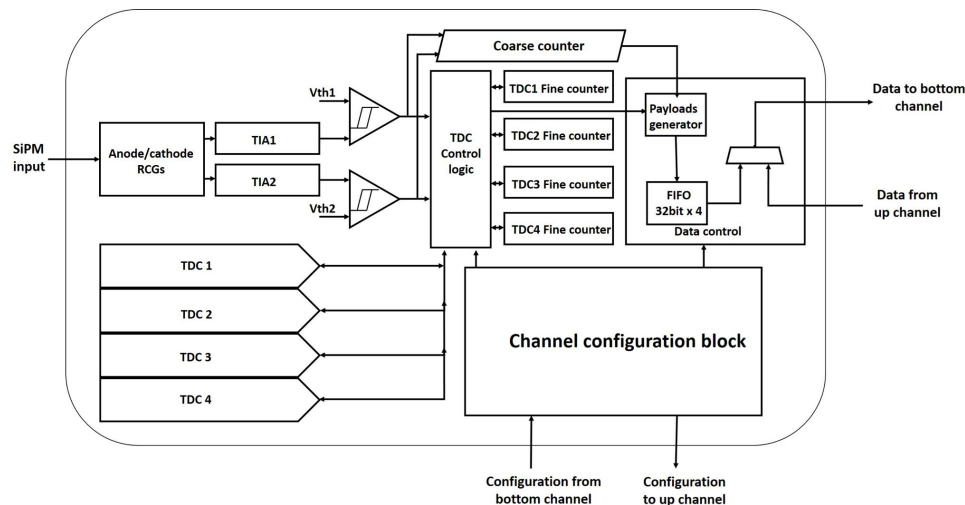 Coarse counter
Vth1
TDC1 Fine counter
Data to bottom
channel
Payloads
generator
SiPM
input
Anode/cathode
RCGs
TIA1
TDC
Control
logic
TDC2 Fine counter
TIA2
TDC3 Fine counter
Vth2
FIFO
32bit x 4
Data from
up channel
TDC4 Fine counter
Data control
TDC 1
TDC 2
TDC 3
TDC 4
Channel configuration block
Configuration from
bottom channel
Configuration
to up channel